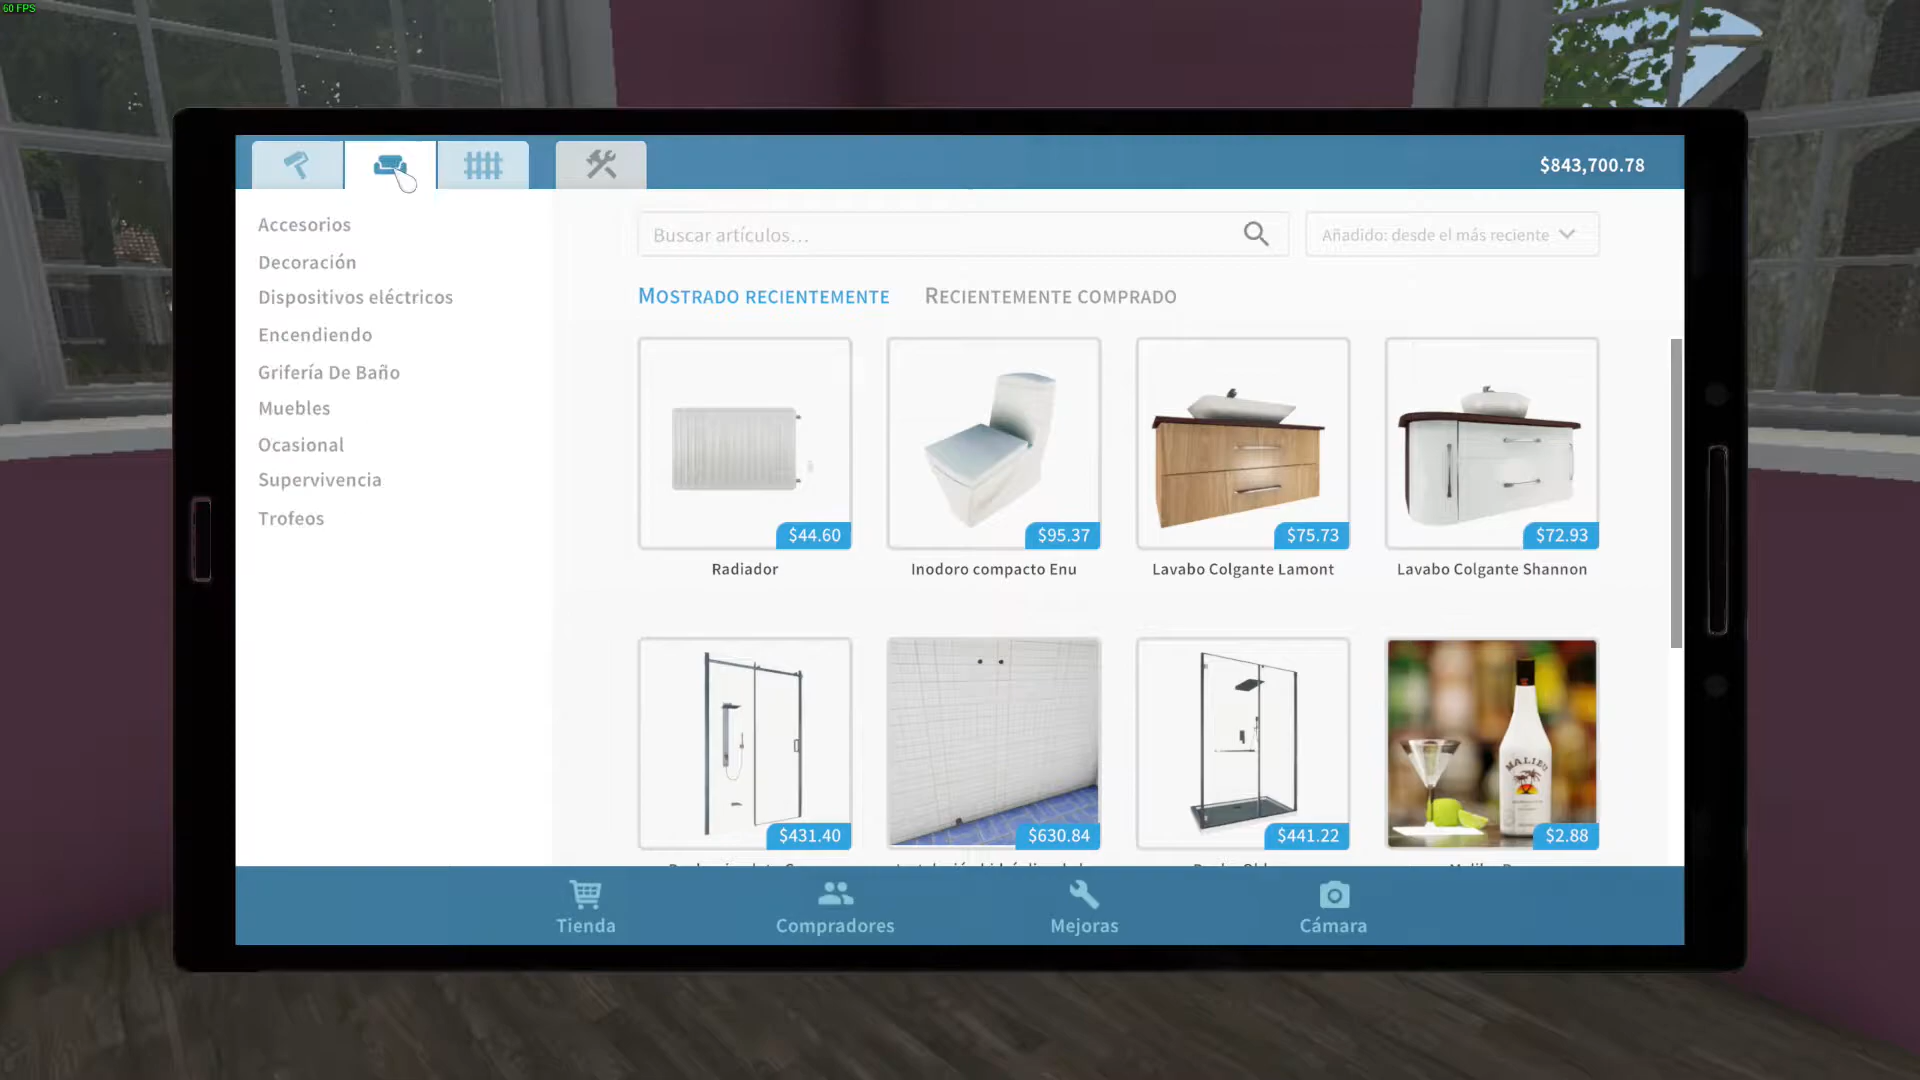 60 FPS
$843,700.78
Accesorios
Decoración
Dispositivos eléctricos
Encendiendo
Grifería De Baño
Muebles
Ocasional
Supervivencia
Trofeos
Buscar artículos...
Añadido: desde el más reciente
MOSTRADO RECIENTEMENTE
RECIENTEMENTE COMPRADO
$44.60
$95.37
$75.73
$72.93
Radiador
Inodoro compacto Enu
Lavabo Colgante Lamont
Lavabo Colgante Shannon
MALIBU
$431.40
$630.84
$441.22
$2.88
Tienda
Compradores
Mejoras
Cámara